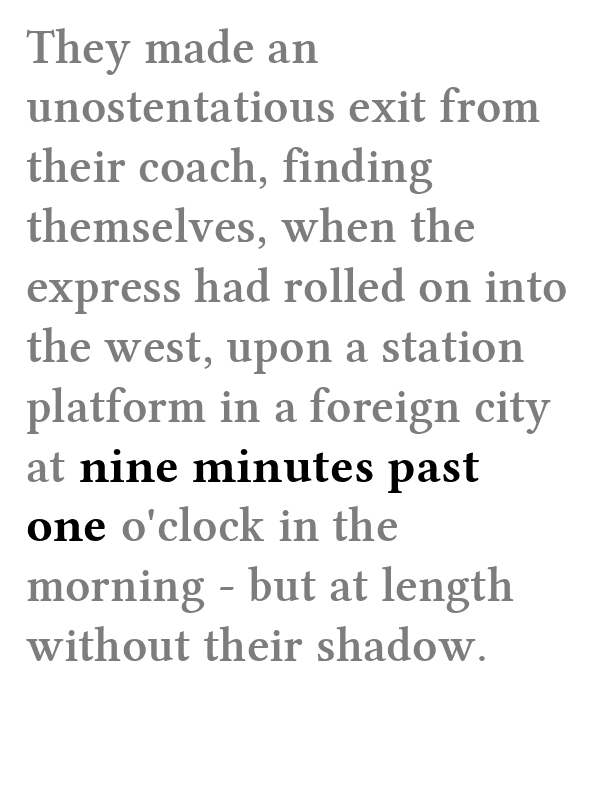 They made an
unostentatious exit from
their coach, finding
themselves, when the
express had rolled on into
the west, upon a station
platform in a foreign city
at nine minutes past
one o'clock in the
morning - but at length
without their shadow.